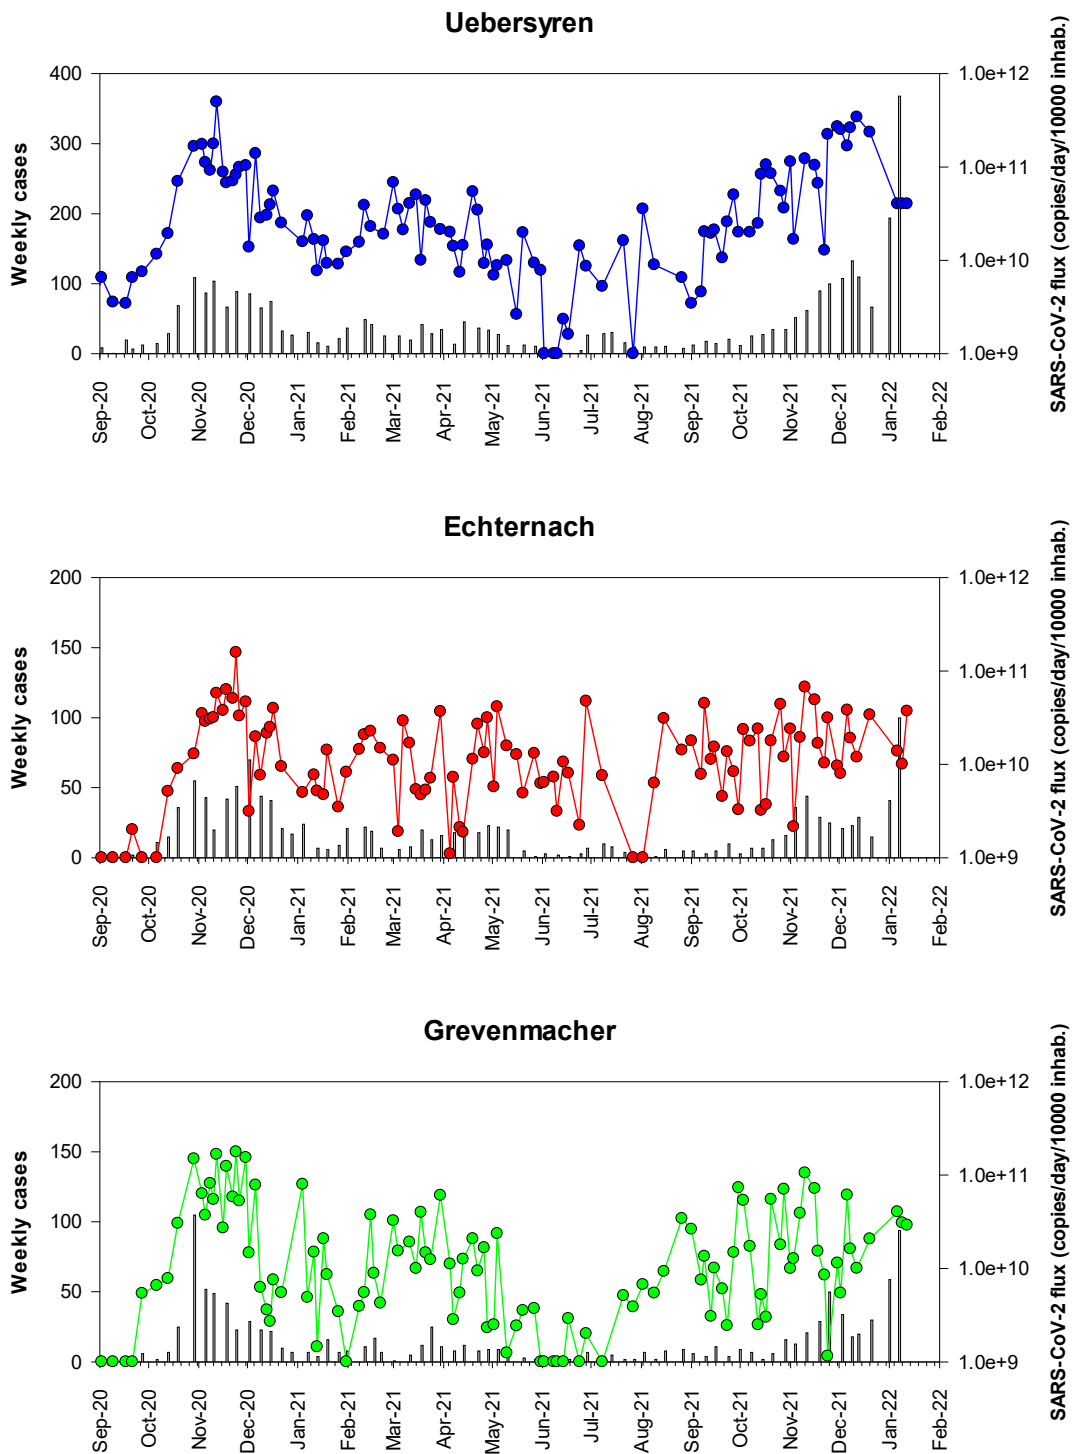 Uebersyren
Weekly cases
400
300
200
100
0
1.0e+12
1.0e+11
1.0e+10
1.0e+9
SARS-CoV-2 flux (copies/day/10000 inhab.)
Sep-20
Oct-20
Nov-20
Dec-20
Jan-21
Feb-21
Mar-21
Apr-21
May-21
Jun-21
Jul-21
Aug-21
Sep-21
Oct-21
Nov-21
Dec-21
Jan-22
Feb-22
Echternach
Weekly cases
200
150
100
50
0
1.0e+12
1.0e+11
1.0e+10
1.0e+9
SARS-CoV-2 flux (copies/day/10000 inhab.)
Sep-20
Oct-20
Nov-20
Dec-20
Jan-21
Feb-21
Mar-21
Apr-21
May-21
Jun-21
Jul-21
Aug-21
Sep-21
Oct-21
Nov-21
Dec-21
Jan-22
Feb-22
Grevenmacher
Weekly cases
200
150
100
50
0
1.0e+12
1.0e+11
1.0e+10
1.0e+9
SARS-CoV-2 flux (copies/day/10000 inhab.)
Sep-20
Oct-20
Nov-20
Dec-20
Jan-21
Feb-21
Mar-21
Apr-21
May-21
Jun-21
Jul-21
Aug-21
Sep-21
Oct-21
Nov-21
Dec-21
Jan-22
Feb-22